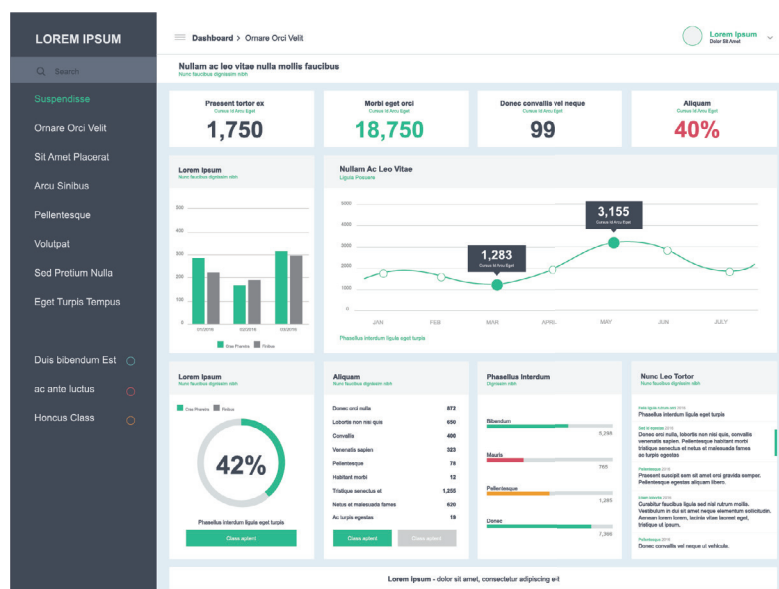 LOREM IPSUM
Search
Suspendisse
Ornare Orci Velit
Sit Amet Placerat
Arcu Sinibus
Pellentesque
Volutpat
Sed Pretium Nulla
Eget Turpis Tempus
Duis bibendum Est
ac ante luctus
Honcus Class
Dashboard > Ornare Orci Velit
Lorem Ipsum
Dolor Sit Amet
Nullam ac leo vitae nulla mollis faucibus
Nunc faucibus dignissim nibh
Praesent tortor ex
Cursus Id Arcu Eget
1,750
Morbi eget orci
Cursus Id Arcu Eget
18,750
Donec convallis vel neque
Cursus Id Arcu Eget
99
Aliquam
Cursus Id Arcu Eget
40%
Lorem Ipsum
Nunc faucibus dignissim nibh
500
400
300
200
100
0
01/2016
02/2016
03/2016
Cras Pharetra
Finibus
Nullam Ac Leo Vitae
Ligula Posuere
5000
4000
3000
2000
1000
0
1,283
Cursus Id Arcu Eget
3,155
Cursus Id Arcu Eget
JAN
FEB
MAR
APRIL
MAY
JUN
JULY
Phasellus interdum ligula eget turpis
Lorem Ipsum
Nunc faucibus dignissim nibh
Cras Pharetra
Finibus
42%
Phasellus interdum ligula eget turpis
Class aptent
Aliquam
Nunc faucibus dignissim nibh
Donec orci nulla 872
Lobortis non nisi quis 650
Convallis 400
Venenatis sapien 323
Pellentesque 78
Habitant morbi 12
Tristique senectus et 1,255
Netus et malesuada fames 620
Ac turpis egestas 18
Class aptent
Class aptent
Phasellus Interdum
Dignissim nibh
Bibendum
5,298
Mauris
765
Pellentesque
1,285
Donec
7,398
Nunc Leo Tortor
Nunc faucibus dignissim nibh
2016
Phasellus interdum ligula eget turpis
2016
Donec orci nulla, lobortis non nisi quis, convallis
venenatis sapien. Pellentesque habitant morbi
tristique senectus et netus et malesuada fames
ac turpis egestas
Pellentesque 2016
Praesent suscipit sem sit amet orci gravida semper.
Pellentesque egestas aliquam libero.
2016
Curabitur faucibus ligula sed nisl rutrum mollis.
Vestibulum in dui sit amet neque elementum sollicitudin.
Aenean lorem lorem, lacinia vitae laoreet eget,
tristique ut ipsum.
Pellentesque 2016
Donec convallis vel neque ut vehicula.
Lorem Ipsum - dolor sit amet, consectetur adipiscing elit